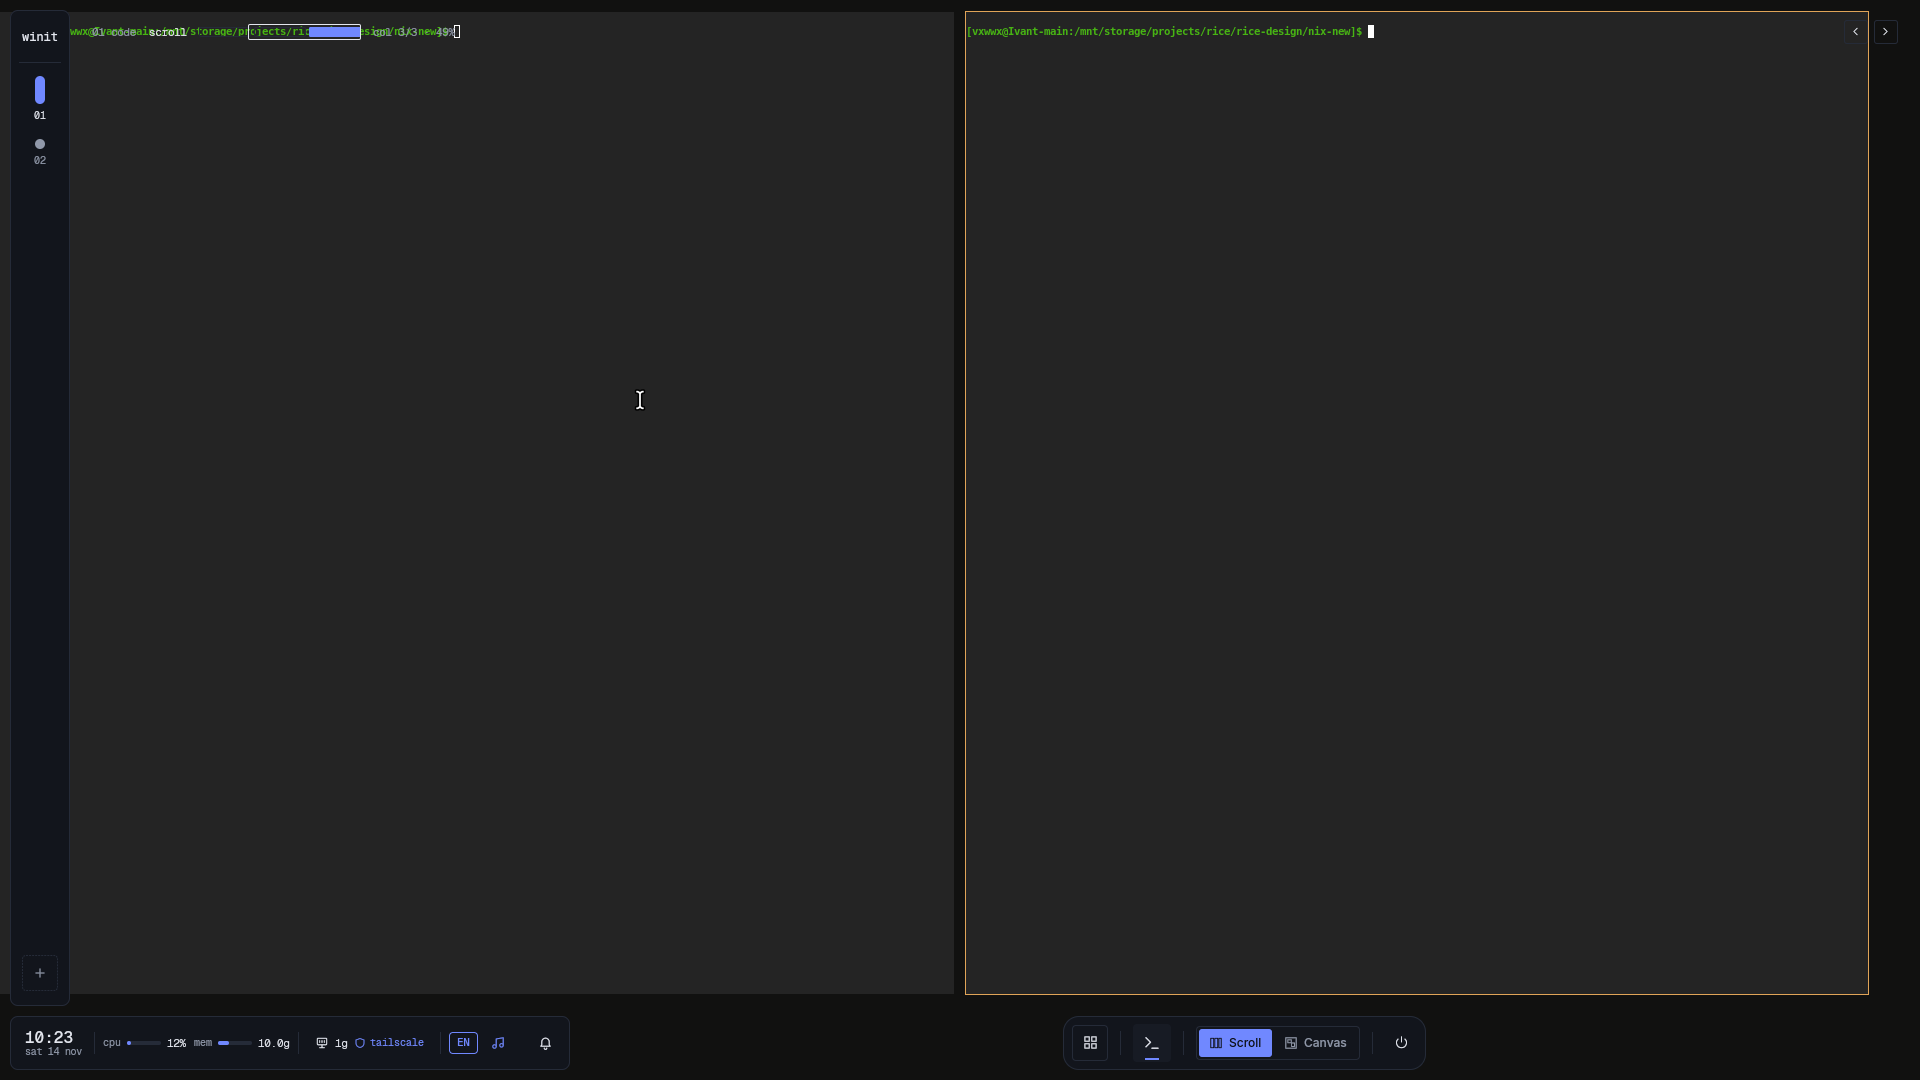 winit
01
02
scroll
[vxwwx@Ivant-main:/mnt/storage/projects/rice/rice-design/nix-new]$
10:23
sat 14 nov
cpu 12% mem 10.0g
1g tailscale
EN
Scroll
Canvas